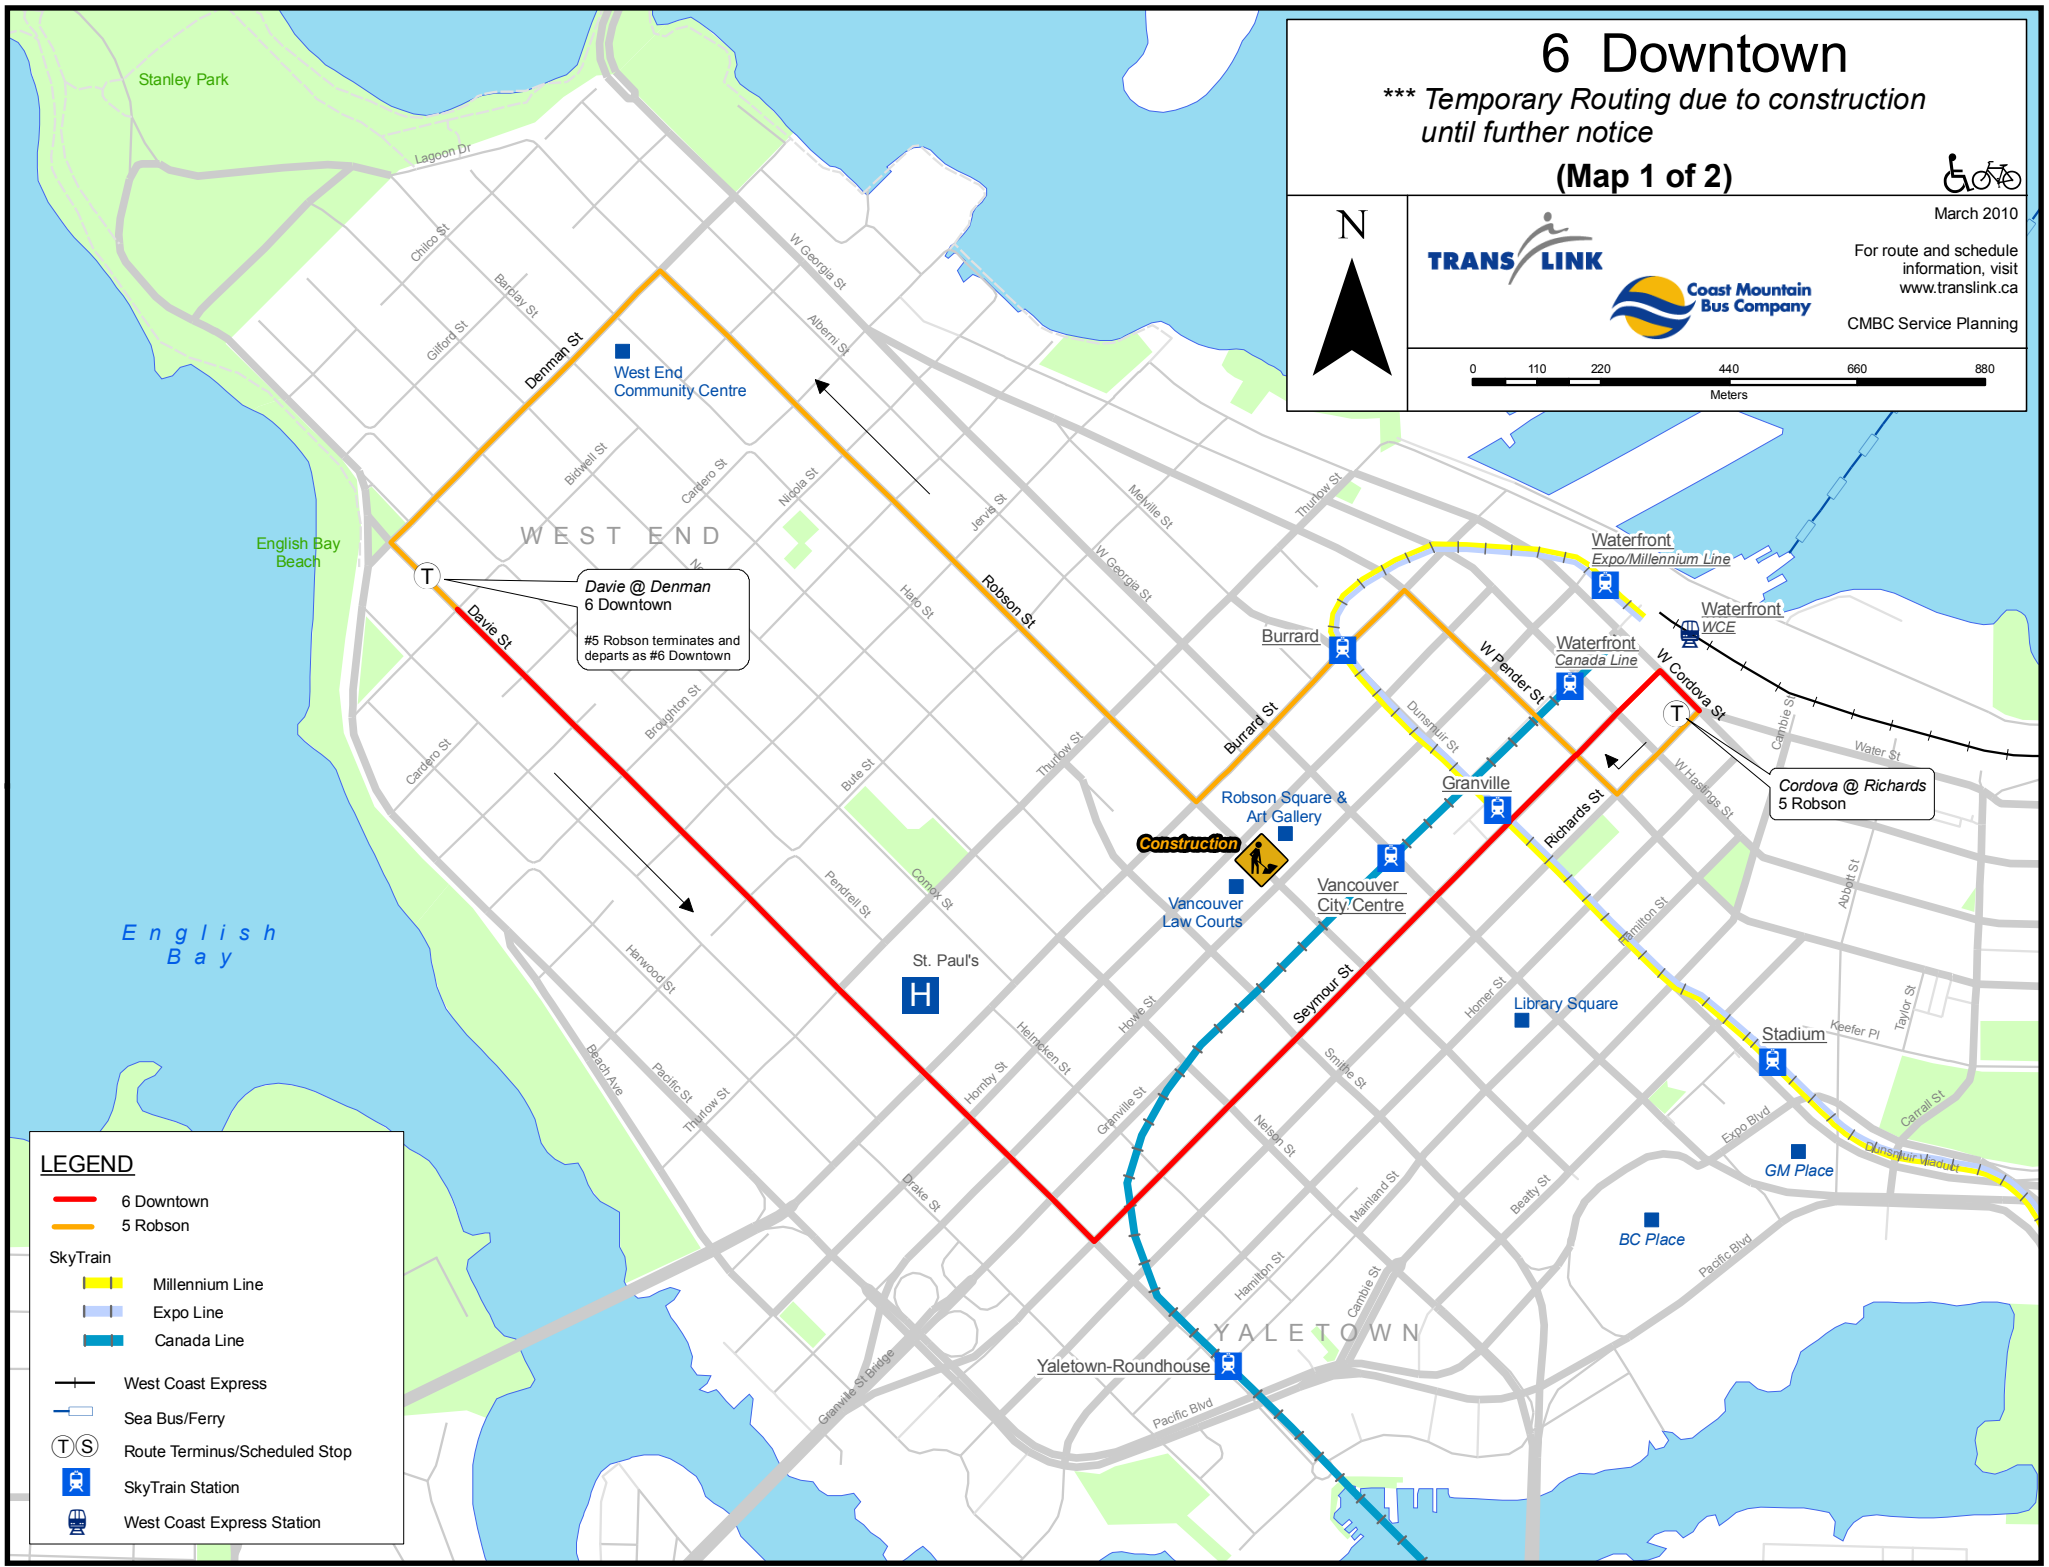 6 Downtown
*** Temporary Routing due to construction
until further notice
(Map 1 of 2)
N
TRANS LINK
Coast Mountain
Bus Company
March 2010
For route and schedule
information, visit
www.translink.ca
CMBC Service Planning
0 110 220 440 660 880
Meters
Stanley Park
Lagoon Dr
Chilco St
Barclay St
Gilford St
Denman St
West End
Community Centre
W Georgia St
Alberni St
Bidwell St
Cardero St
Nicola St
Jervis St
Melville St
Thurlow St
W Georgia St
WEST END
English Bay
Beach
T
Davie @ Denman
6 Downtown
#5 Robson terminates and
departs as #6 Downtown
Davie St
Haro St
Robson St
Waterfront
Expo/Millennium Line
Waterfront
WCE
Waterfront
Canada Line
Burrard
W Pender St
W Cordova St
T
Cordova @ Richards
5 Robson
Cambie St
Water St
W Hastings St
Burrard St
Dunsmuir St
Granville
Richards St
Broughton St
Cardero St
Bute St
Thurlow St
Robson Square &
Art Gallery
Construction
Vancouver
Law Courts
Vancouver
City Centre
Abbott St
Hamilton St
Comox St
Pendrell St
Harwood St
English
Bay
St. Paul's
H
Seymour St
Howe St
Homer St
Library Square
Taylor St
Keefer Pl
Stadium
Helmcken St
Hornby St
Smithe St
Beach Ave
Pacific St
Thurlow St
Granville St
Nelson St
Expo Blvd
Carrall St
Dunsmuir Viaduct
GM Place
Drake St
Mainland St
Beatty St
BC Place
Pacific Blvd
Hamilton St
Cambie St
YALETOWN
Yaletown-Roundhouse
Granville St Bridge
Pacific Blvd
LEGEND
6 Downtown
5 Robson
SkyTrain
Millennium Line
Expo Line
Canada Line
West Coast Express
Sea Bus/Ferry
T S Route Terminus/Scheduled Stop
SkyTrain Station
West Coast Express Station